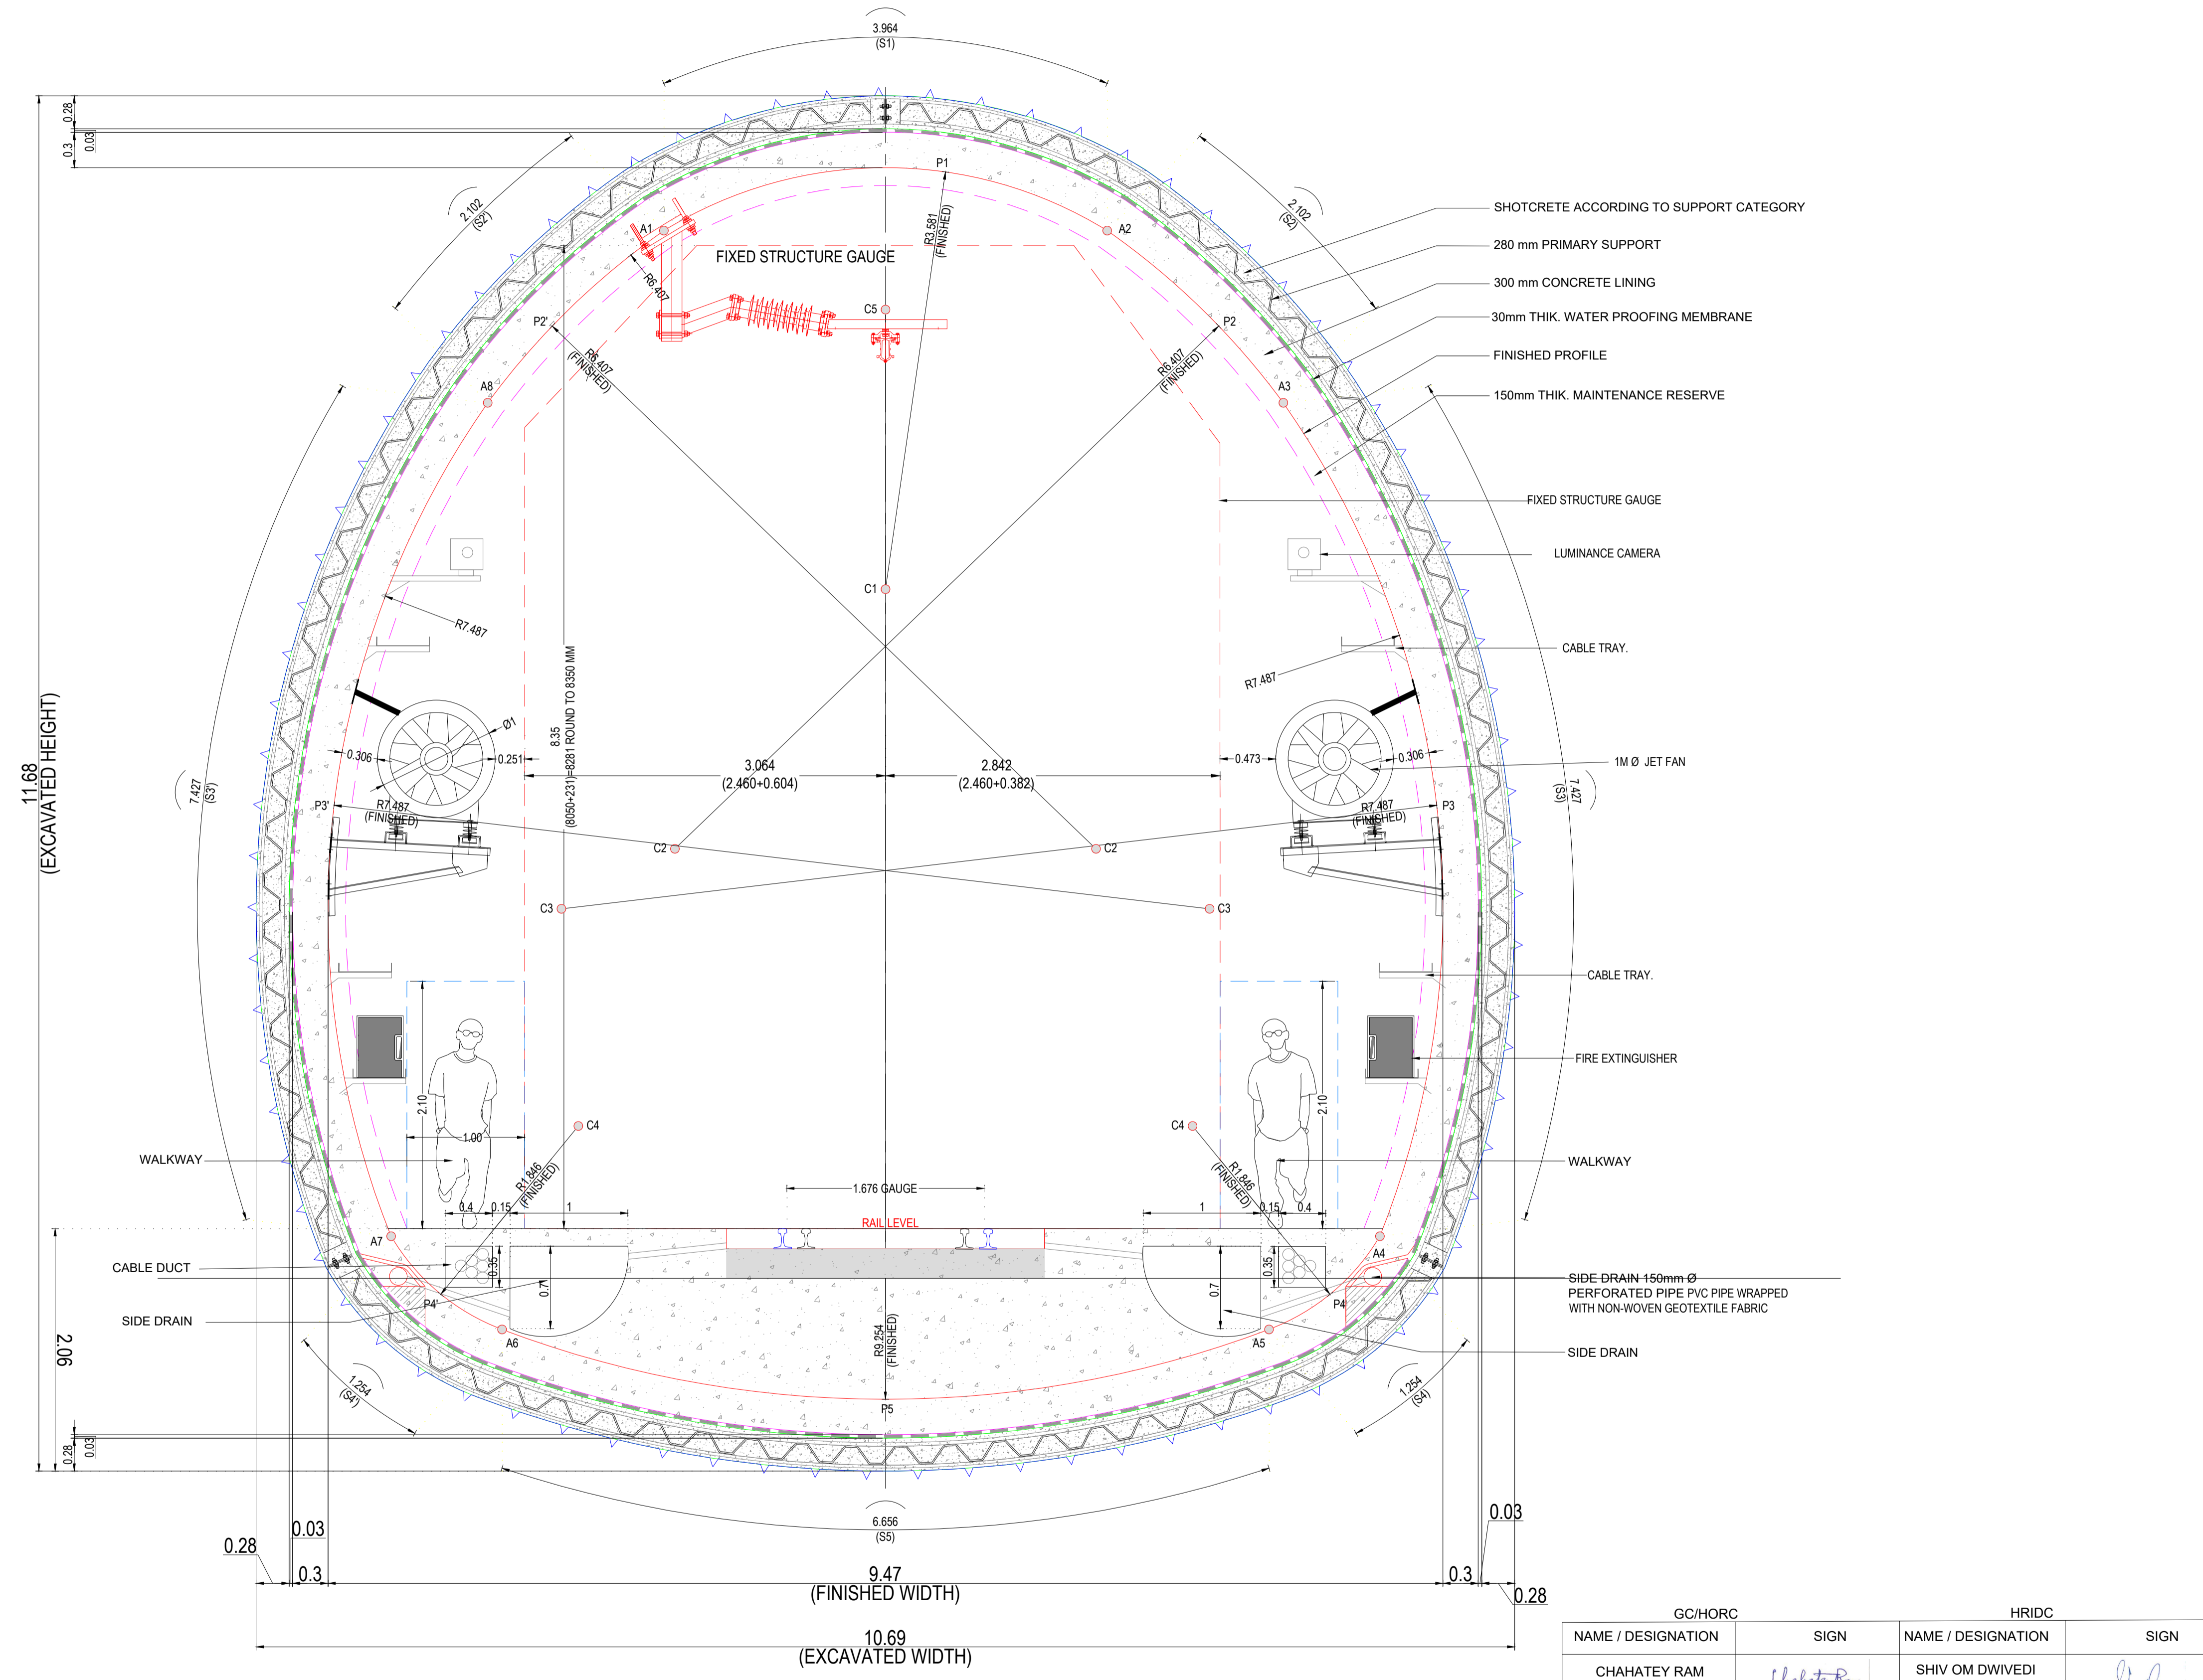 3.964
(S1)
0.28
0.03
0.3
2.102
(S2')
2.102
(S2)
P1
R3.581
(FINISHED)
A1
A2
FIXED STRUCTURE GAUGE
R6.407
C5
P2'
P2
R6.407
(FINISHED)
R6.407
(FINISHED)
A8
A3
SHOTCRETE ACCORDING TO SUPPORT CATEGORY
280 mm PRIMARY SUPPORT
300 mm CONCRETE LINING
30mm THIK. WATER PROOFING MEMBRANE
FINISHED PROFILE
150mm THIK. MAINTENANCE RESERVE
FIXED STRUCTURE GAUGE
LUMINANCE CAMERA
C1
R7.487
R7.487
CABLE TRAY.
8.35
(8050+231)=8281 ROUND TO 8350 MM
Ø1
0.306
0.251
3.064
(2.460+0.604)
2.842
(2.460+0.382)
0.473
0.306
1M Ø JET FAN
11.68
(EXCAVATED HEIGHT)
7.427
(S3')
7.427
(S3)
P3'
R7.487
(FINISHED)
R7.487
(FINISHED)
P3
C2
C2
C3
C3
CABLE TRAY.
FIRE EXTINGUISHER
2.10
2.10
1.00
C4
C4
WALKWAY
WALKWAY
R1.846
(FINISHED)
R1.846
(FINISHED)
1.676 GAUGE
0.4
0.15
1
1
0.15
0.4
RAIL LEVEL
A7
A4
CABLE DUCT
0.35
0.7
0.7
0.35
SIDE DRAIN 150mm Ø
PERFORATED PIPE PVC PIPE WRAPPED
WITH NON-WOVEN GEOTEXTILE FABRIC
P4'
P4
SIDE DRAIN
A6
A5
R9.254
(FINISHED)
SIDE DRAIN
2.06
1.254
(S4')
1.254
(S4)
P5
0.28
0.03
6.656
(S5)
0.28
0.03
0.3
9.47
(FINISHED WIDTH)
0.3
0.03
0.28
10.69
(EXCAVATED WIDTH)
GC/HORC
HRIDC
NAME / DESIGNATION
SIGN
NAME / DESIGNATION
SIGN
CHAHATEY RAM
SHIV OM DWIVEDI